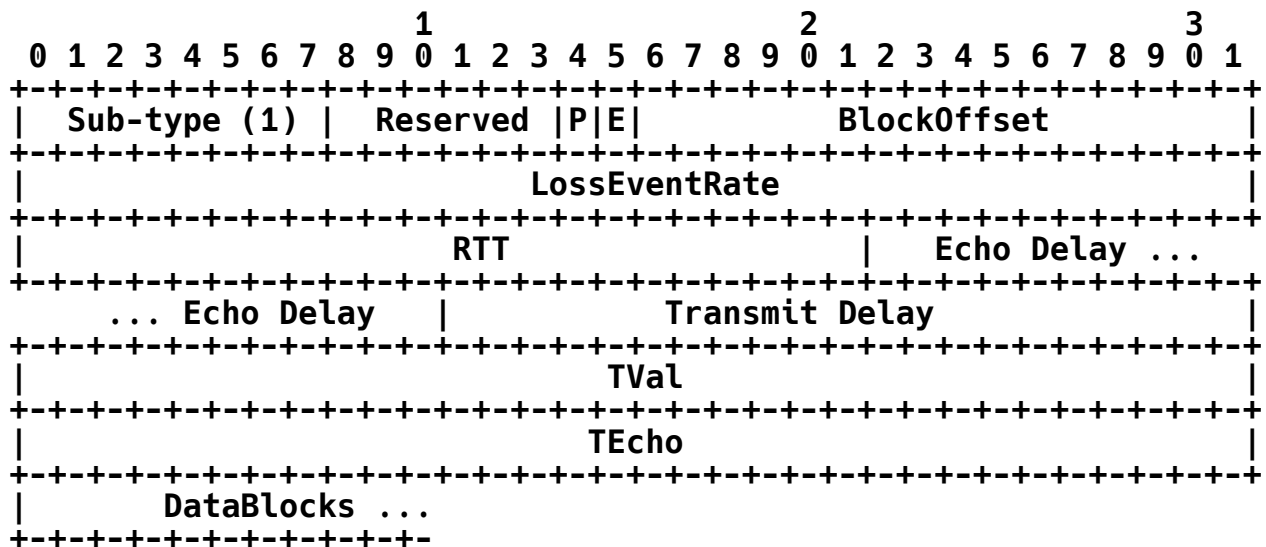 1                   2                   3
 0 1 2 3 4 5 6 7 8 9 0 1 2 3 4 5 6 7 8 9 0 1 2 3 4 5 6 7 8 9 0 1
+-+-+-+-+-+-+-+-+-+-+-+-+-+-+-+-+-+-+-+-+-+-+-+-+-+-+-+-+-+-+-+-+
|  Sub-type (1) |  Reserved |P|E|          BlockOffset          |
+-+-+-+-+-+-+-+-+-+-+-+-+-+-+-+-+-+-+-+-+-+-+-+-+-+-+-+-+-+-+-+-+
|                          LossEventRate                        |
+-+-+-+-+-+-+-+-+-+-+-+-+-+-+-+-+-+-+-+-+-+-+-+-+-+-+-+-+-+-+-+-+
|                      RTT                  |   Echo Delay ...
+-+-+-+-+-+-+-+-+-+-+-+-+-+-+-+-+-+-+-+-+-+-+-+-+-+-+-+-+-+-+-+-+
     ... Echo Delay   |           Transmit Delay                |
+-+-+-+-+-+-+-+-+-+-+-+-+-+-+-+-+-+-+-+-+-+-+-+-+-+-+-+-+-+-+-+-+
|                              TVal                             |
+-+-+-+-+-+-+-+-+-+-+-+-+-+-+-+-+-+-+-+-+-+-+-+-+-+-+-+-+-+-+-+-+
|                             TEcho                             |
+-+-+-+-+-+-+-+-+-+-+-+-+-+-+-+-+-+-+-+-+-+-+-+-+-+-+-+-+-+-+-+-+
|       DataBlocks ...
+-+-+-+-+-+-+-+-+-+-+-